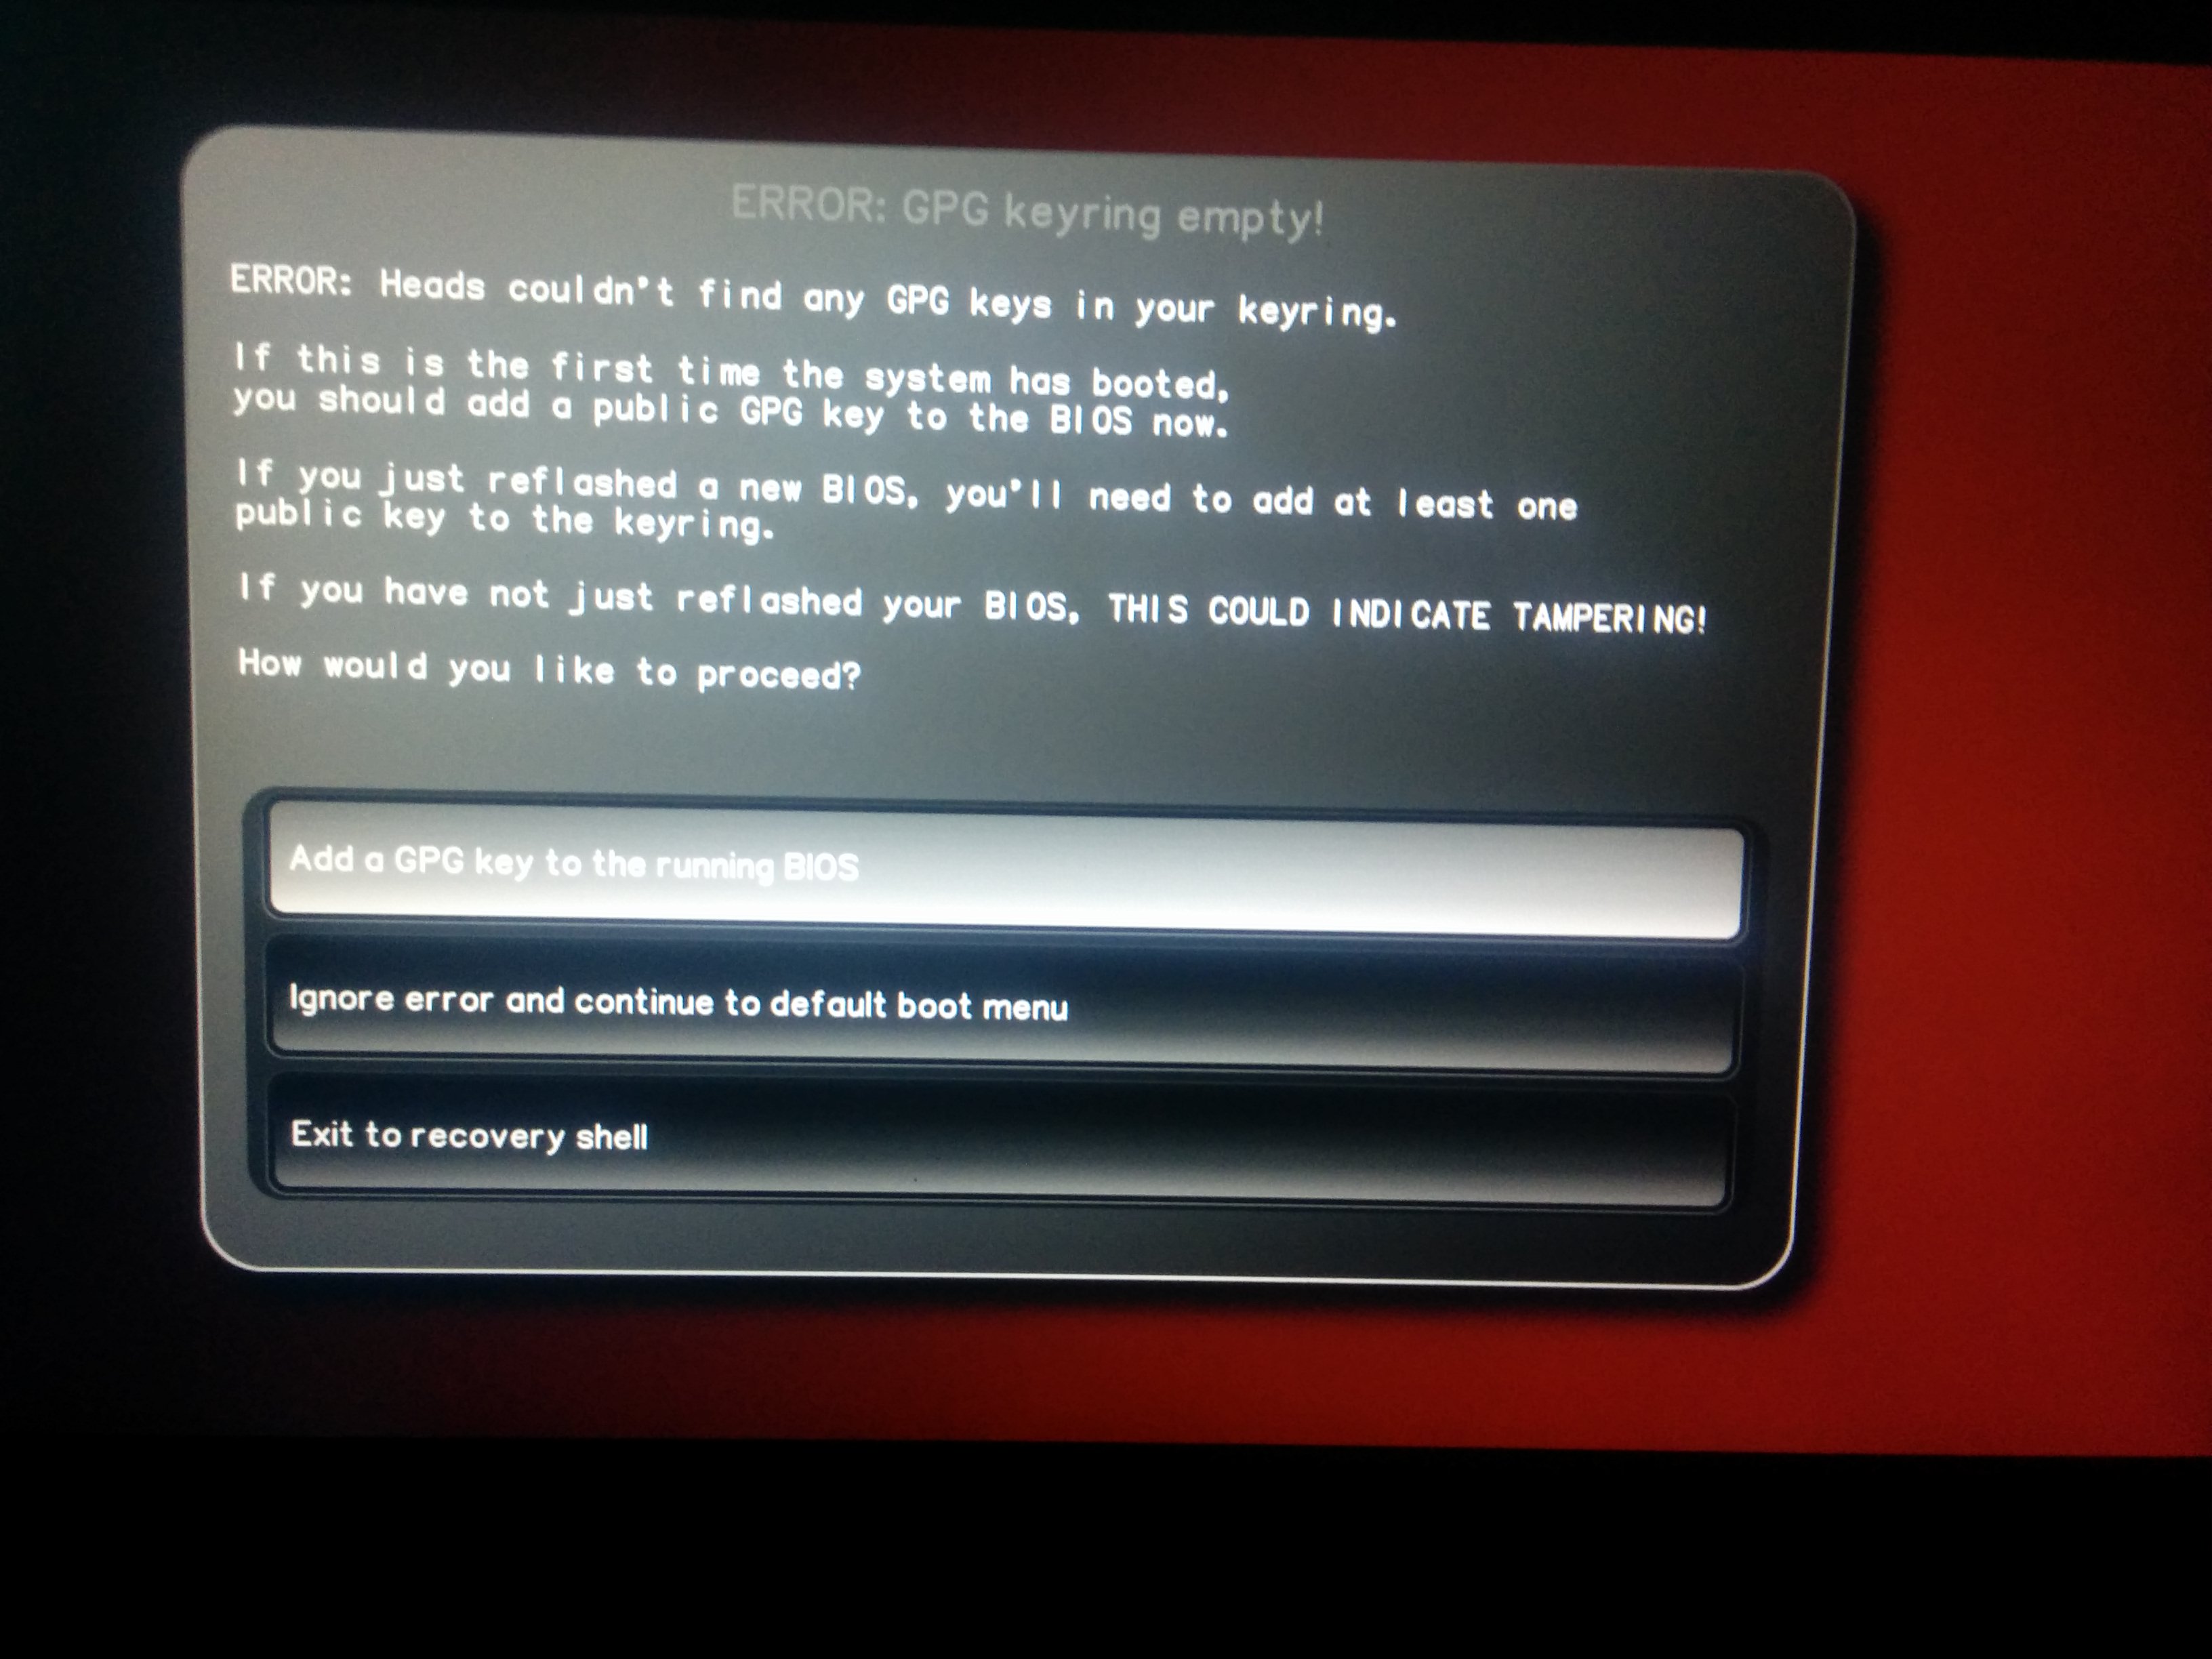 ERROR: GPG keyring empty!
ERROR: Heads couldn't find any GPG keys in your keyring.
If this is the first time the system has booted,
you should add a public GPG key to the BIOS now.
If you just reflashed a new BIOS, you'll need to add at least one
public key to the keyring.
If you have not just reflashed your BIOS, THIS COULD INDICATE TAMPERING!
How would you like to proceed?
Add a GPG key to the running BIOS
Ignore error and continue to default boot menu
Exit to recovery shell